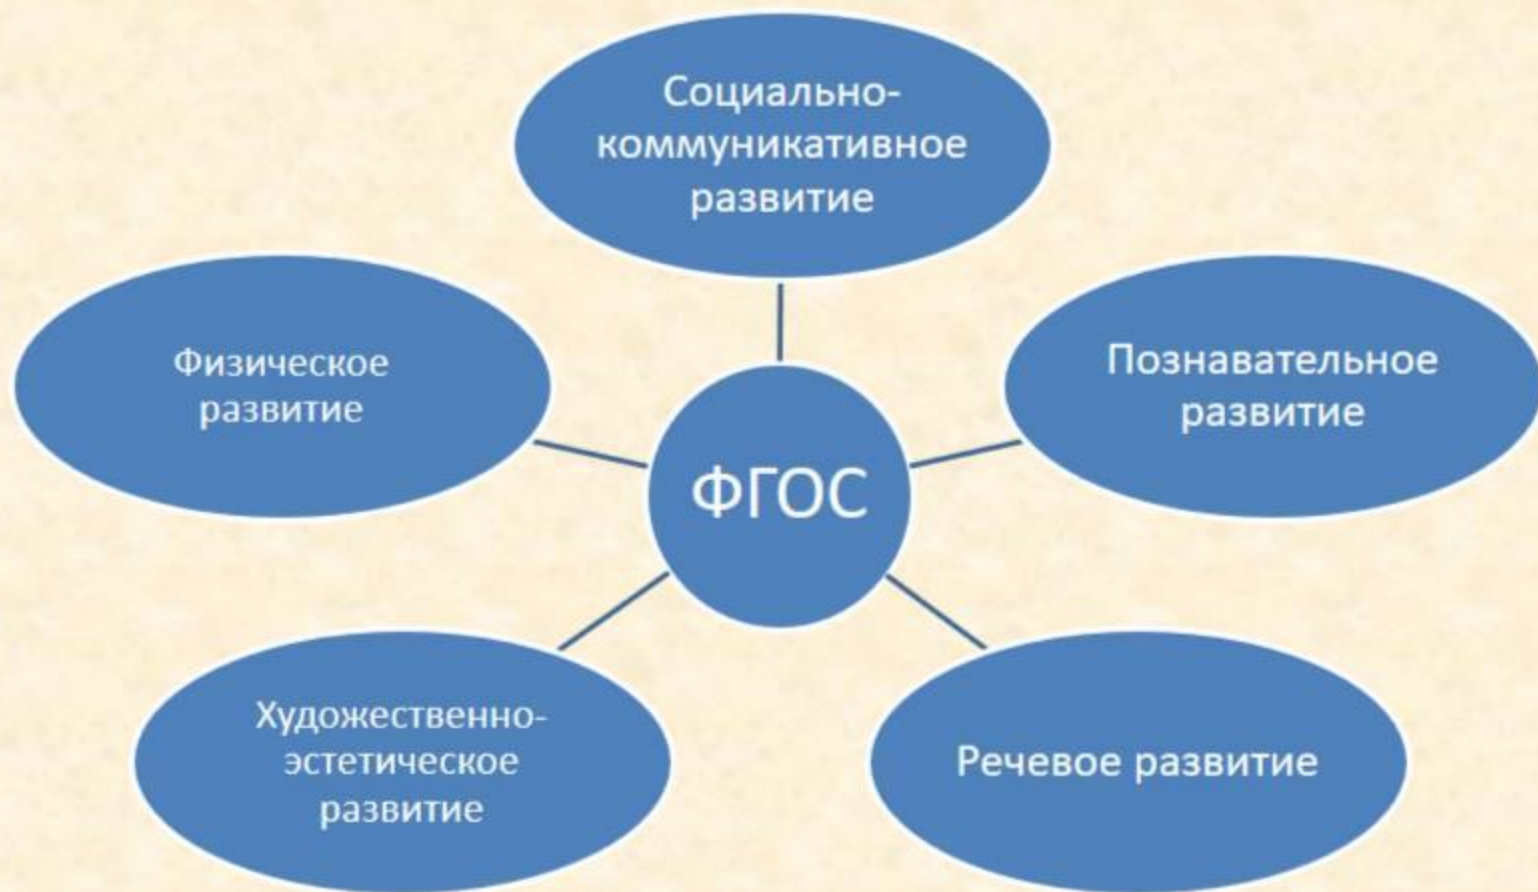 Социально-
коммуникативное
развитие
Физическое
развитие
Познавательное
развитие
ФГОС
Художественно-
эстетическое
развитие
Речевое развитие